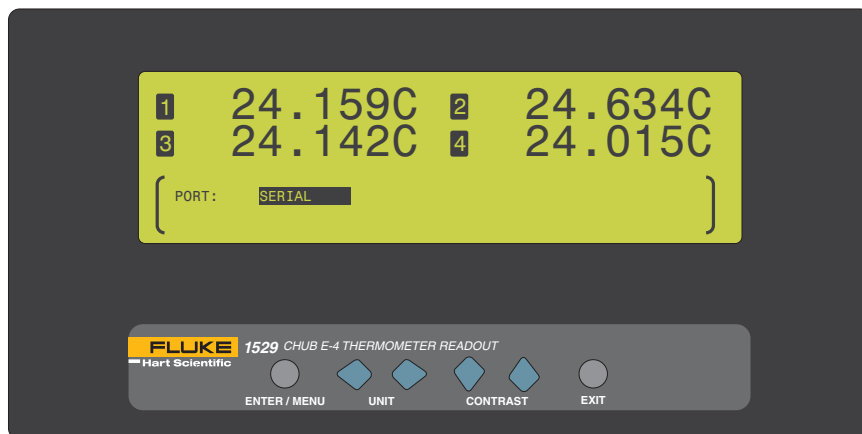 1 24.159C 2 24.634C
3 24.142C 4 24.015C
PORT: SERIAL
FLUKE 1529 CHUB E-4 THERMOMETER READOUT
Hart Scientific
ENTER / MENU UNIT CONTRAST EXIT